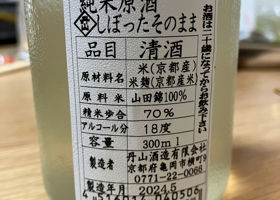 純米原酒
しぼったそのまま
お酒は二十歳になってからお飲み下さい
品目 清酒
原材料名 米(京都産) 米麹(京都産米)
原料米 山田錦100%
精米歩合 70%
アルコール分 18度
容量 300ml
製造者 丹山酒造有限会社
京都府亀岡市横町7
0771-22-0066
製造年月 2024.5
4516014040506